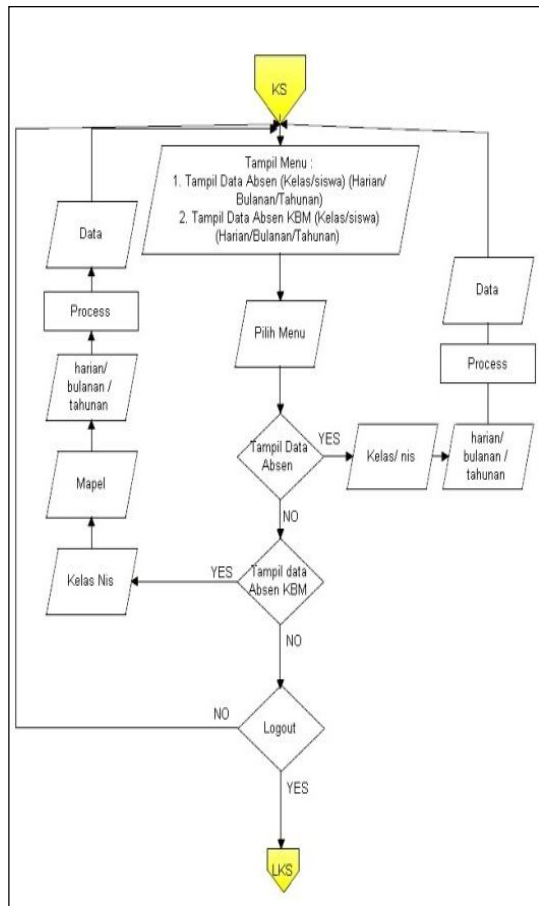 KS
Tampil Menu :
1. Tampil Data Absen (Kelas/siswa) (Harian/
Bulanan/Tahunan)
2. Tampil Data Absen KBM (Kelas/siswa)
(Harian/Bulanan/Tahunan)
Pilih Menu
Tampil Data
Absen
YES
Kelas/ nis
harian/
bulanan /
tahunan
Process
Data
NO
Tampil data
Absen KBM
YES
Kelas Nis
Mapel
harian/
bulanan /
tahunan
Process
Data
NO
Logout
NO
YES
LKS